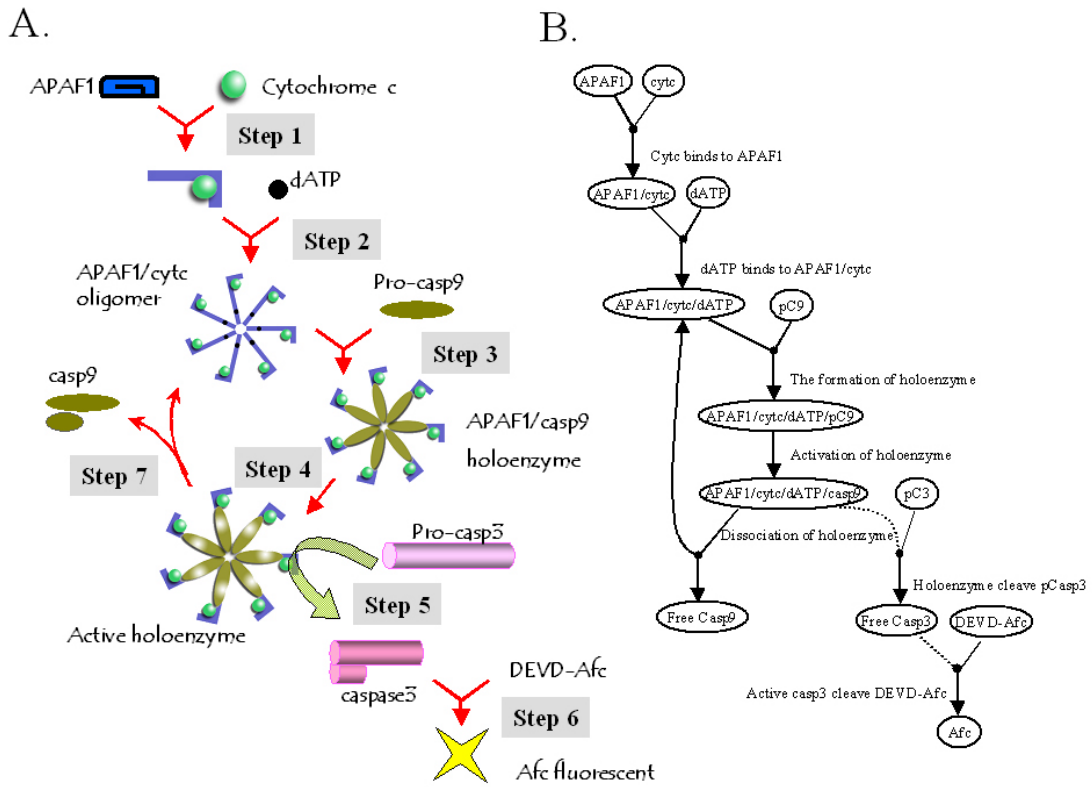 A.
APAF1
Cytochrome c
Step 1
dATP
Step 2
APAF1/cytc
oligomer
Pro-casp9
Step 3
casp9
APAF1/casp9
holoenzyme
Step 7
Step 4
Pro-casp3
Step 5
Active holoenzyme
caspase3
DEVD-Afc
Step 6
Afc fluorescent
B.
APAF1
cytc
Cytc binds to APAF1
APAF1/cytc
dATP
dATP binds to APAF1/cytc
APAF1/cytc/dATP
pC9
The formation of holoenzyme
APAF1/cytc/dATP/pC9
Activation of holoenzyme
APAF1/cytc/dATP/casp9
pC3
Dissociation of holoenzyme
Holoenzyme cleave pCasp3
Free Casp9
Free Casp3
DEVD-Afc
Active casp3 cleave DEVD-Afc
Afc